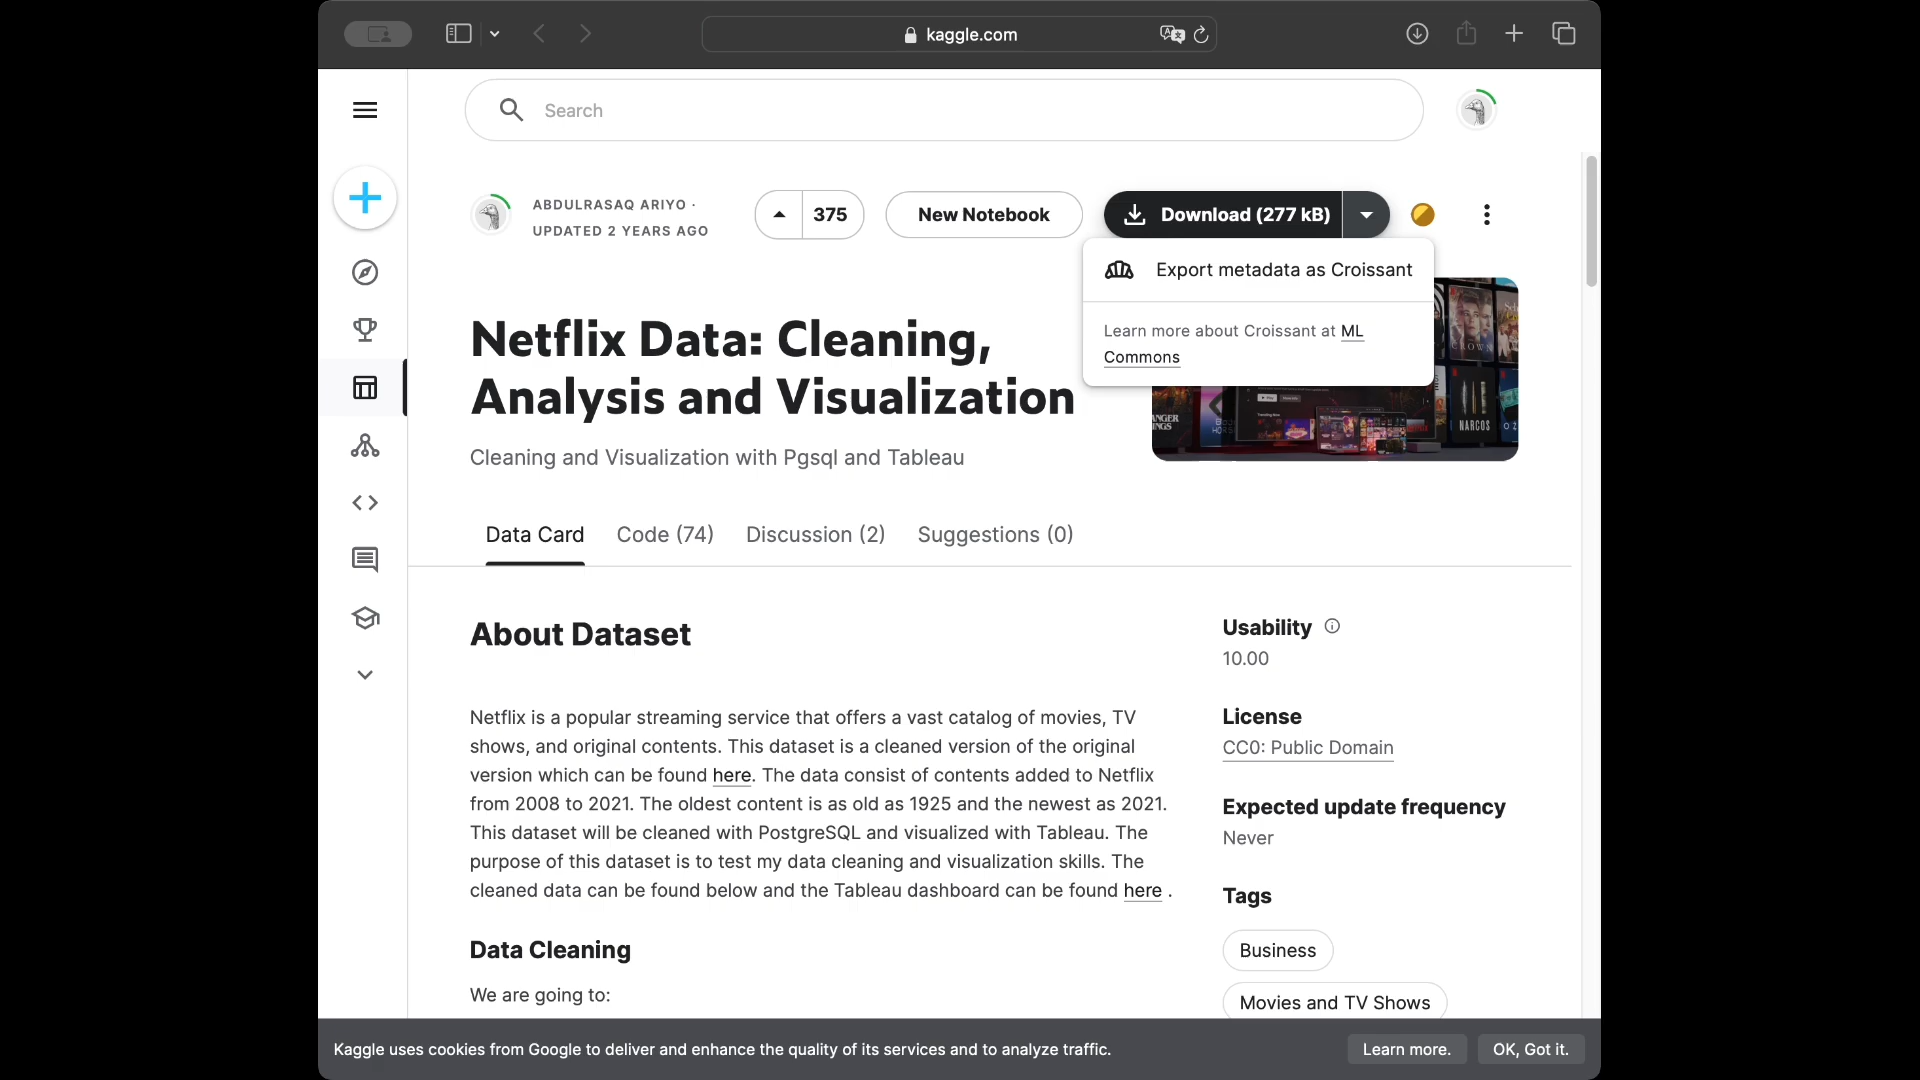 kaggle.com
Search
ABDULRASAQ ARIYO ·
UPDATED 2 YEARS AGO
375
New Notebook
Download (277 kB)
Export metadata as Croissant
Learn more about Croissant at ML
Commons
Netflix Data: Cleaning,
Analysis and Visualization
Cleaning and Visualization with Pgsql and Tableau
CROWN
NARCOS
Data Card
Code (74)
Discussion (2)
Suggestions (0)
About Dataset
Netflix is a popular streaming service that offers a vast catalog of movies, TV
shows, and original contents. This dataset is a cleaned version of the original
version which can be found here. The data consist of contents added to Netflix
from 2008 to 2021. The oldest content is as old as 1925 and the newest as 2021.
This dataset will be cleaned with PostgreSQL and visualized with Tableau. The
purpose of this dataset is to test my data cleaning and visualization skills. The
cleaned data can be found below and the Tableau dashboard can be found here .
Data Cleaning
We are going to:
Usability
10.00
License
CC0: Public Domain
Expected update frequency
Never
Tags
Business
Movies and TV Shows
Kaggle uses cookies from Google to deliver and enhance the quality of its services and to analyze traffic.
Learn more.
OK, Got it.